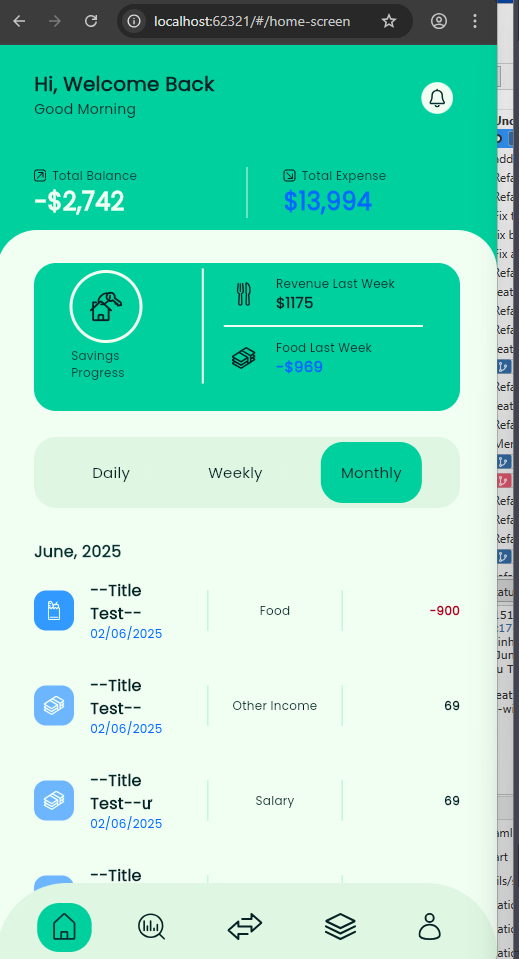 localhost:62321/#/home-screen
Hi, Welcome Back
Good Morning
Total Balance
-$2,742
Total Expense
$13,994
Savings
Progress
Revenue Last Week
$1175
Food Last Week
-$969
Daily
Weekly
Monthly
June, 2025
--Title
Test--
02/06/2025
Food
-900
--Title
Test--
02/06/2025
Other Income
69
--Title
Test--ư
02/06/2025
Salary
69
--Title